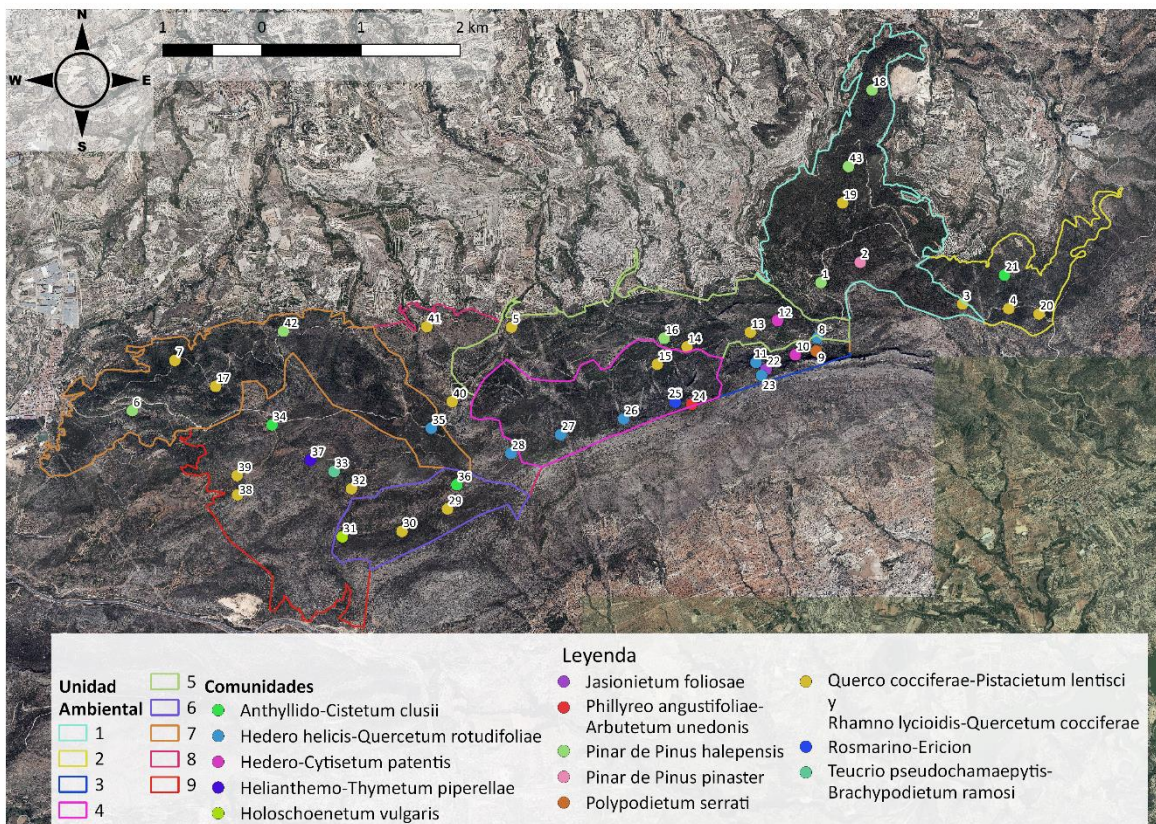 N
W E
S
1 0 1 2 km
18
43
19
2
1
21
3
4
20
42
41
5
12
13
16
14
8
10
9
11
22
23
7
17
15
6
40
25
24
34
35
26
27
28
37
33
39
32
36
38
29
30
31
Leyenda
Unidad
Ambiental
1
2
3
4
5
6
7
8
9
Comunidades
Anthyllido-Cistetum clusii
Hedero helicis-Quercetum rotudifoliae
Hedero-Cytisetum patentis
Helianthemo-Thymetum piperellae
Holoschoenetum vulgaris
Jasionietum foliosae
Phillyreo angustifoliae-
Arbutetum unedonis
Pinar de Pinus halepensis
Pinar de Pinus pinaster
Polypodietum serrati
Querco cocciferae-Pistacietum lentisci
y
Rhamno lycioidis-Quercetum cocciferae
Rosmarino-Ericion
Teucrio pseudochamaepytis-
Brachypodietum ramosi